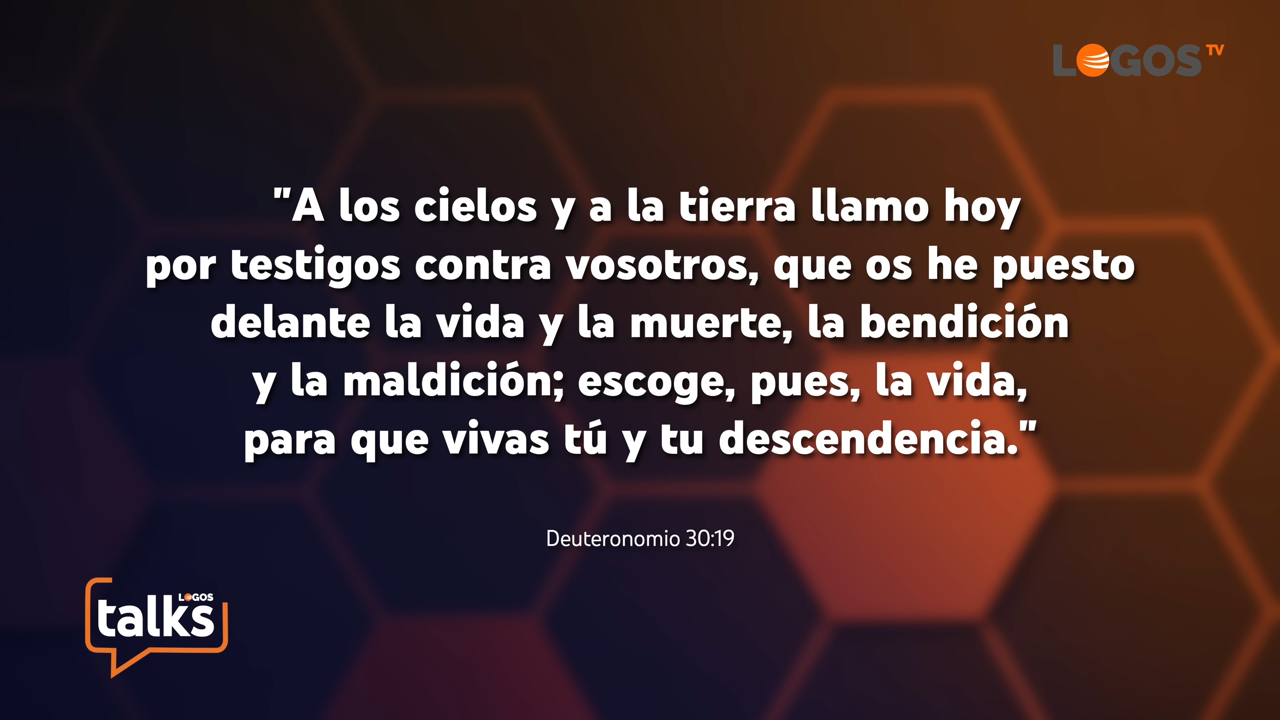 LOGOS TV
"A los cielos y a la tierra llamo hoy
por testigos contra vosotros, que os he puesto
delante la vida y la muerte, la bendición
y la maldición; escoge, pues, la vida,
para que vivas tú y tu descendencia."
Deuteronomio 30:19
LOGOS
talks